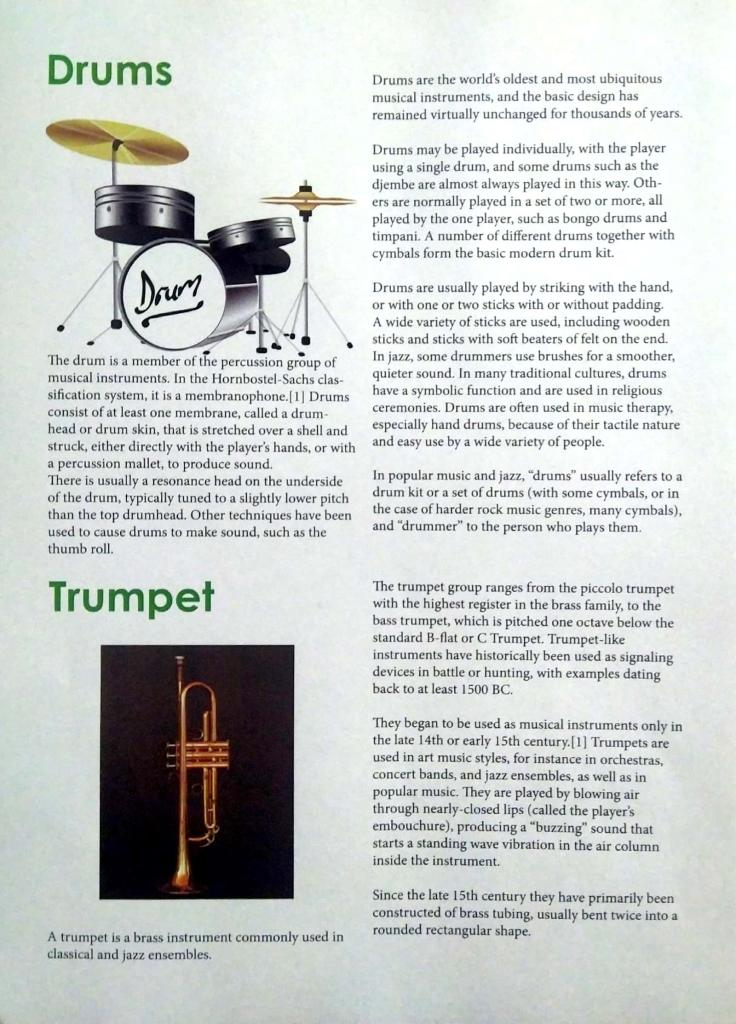 Drums
Drum
The drum is a member of the percussion group of
musical instruments. In the Hornbostel-Sachs clas-
sification system, it is a membranophone.[1] Drums
consist of at least one membrane, called a drum-
head or drum skin, that is stretched over a shell and
struck, either directly with the player's hands, or with
a percussion mallet, to produce sound.
There is usually a resonance head on the underside
of the drum, typically tuned to a slightly lower pitch
than the top drumhead. Other techniques have been
used to cause drums to make sound, such as the
thumb roll.
Drums are the world's oldest and most ubiquitous
musical instruments, and the basic design has
remained virtually unchanged for thousands of years.
Drums may be played individually, with the player
using a single drum, and some drums such as the
djembe are almost always played in this way. Oth-
ers are normally played in a set of two or more, all
played by the one player, such as bongo drums and
timpani. A number of different drums together with
cymbals form the basic modern drum kit.
Drums are usually played by striking with the hand,
or with one or two sticks with or without padding.
A wide variety of sticks are used, including wooden
sticks and sticks with soft beaters of felt on the end.
In jazz, some drummers use brushes for a smoother,
quieter sound. In many traditional cultures, drums
have a symbolic function and are used in religious
ceremonies. Drums are often used in music therapy,
especially hand drums, because of their tactile nature
and easy use by a wide variety of people.
In popular music and jazz, “drums” usually refers to a
drum kit or a set of drums (with some cymbals, or in
the case of harder rock music genres, many cymbals),
and “drummer” to the person who plays them.
Trumpet
A trumpet is a brass instrument commonly used in
classical and jazz ensembles.
The trumpet group ranges from the piccolo trumpet
with the highest register in the brass family, to the
bass trumpet, which is pitched one octave below the
standard B-flat or C Trumpet. Trumpet-like
instruments have historically been used as signaling
devices in battle or hunting, with examples dating
back to at least 1500 BC.
They began to be used as musical instruments only in
the late 14th or early 15th century.[1] Trumpets are
used in art music styles, for instance in orchestras,
concert bands, and jazz ensembles, as well as in
popular music. They are played by blowing air
through nearly-closed lips (called the player's
embouchure), producing a “buzzing” sound that
starts a standing wave vibration in the air column
inside the instrument.
Since the late 15th century they have primarily been
constructed of brass tubing, usually bent twice into a
rounded rectangular shape.